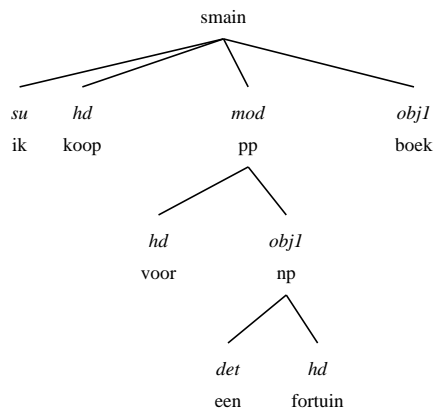 smain
su hd mod obj1
ik koop pp boek
hd obj1
voor np
det hd
een fortuin